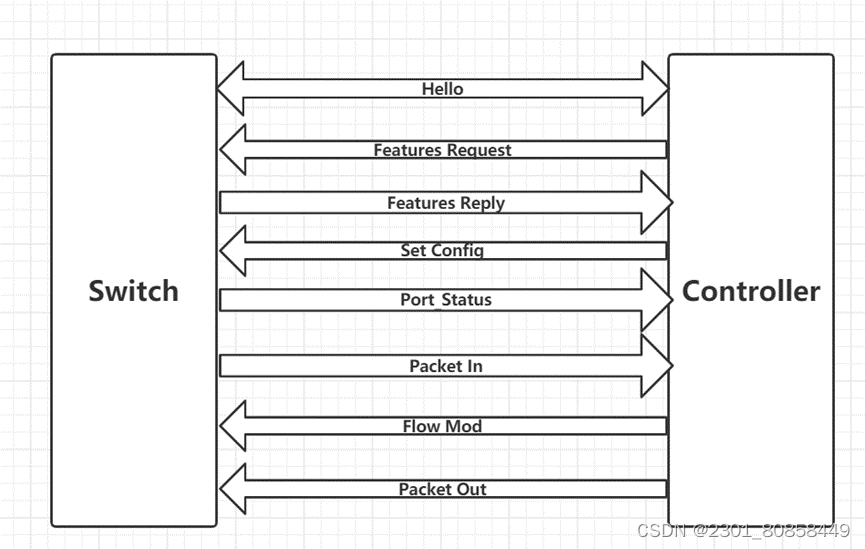 Hello
Features Request
Features Reply
Set Config
Switch
Port_Status
Controller
Packet In
Flow Mod
Packet Out
CSDN @2301_80858449